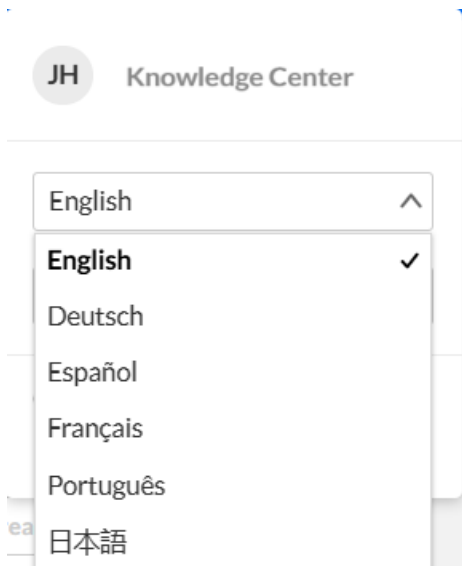 JH Knowledge Center
English
English
Deutsch
Español
Français
Português
日本語